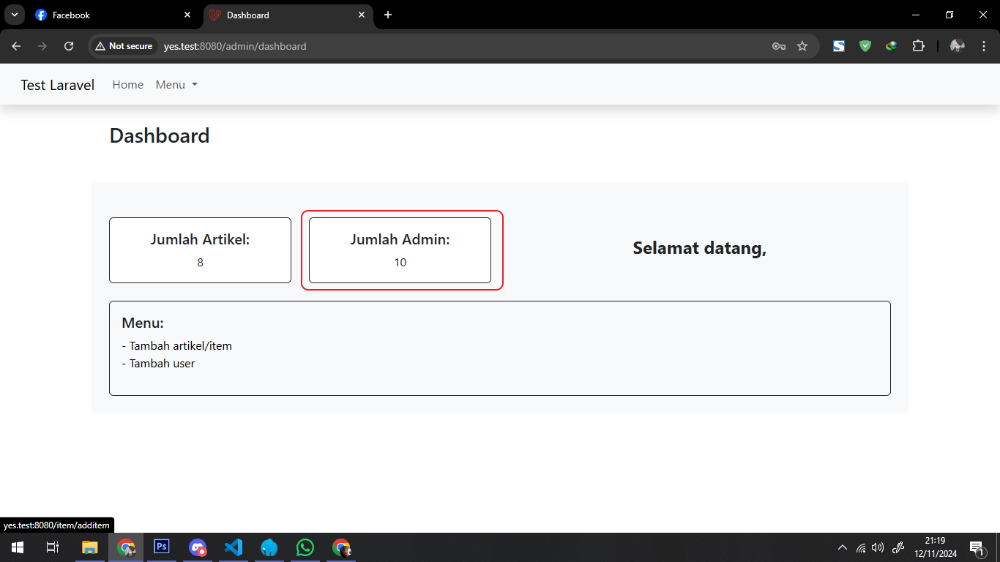 Facebook
Dashboard
Not secure
yes.test:8080/admin/dashboard
Test Laravel
Home
Menu
Dashboard
Jumlah Artikel:
8
Jumlah Admin:
10
Selamat datang,
Menu:
- Tambah artikel/item
- Tambah user
yes.test:8080/item/additem
Ps
21:19
12/11/2024
1